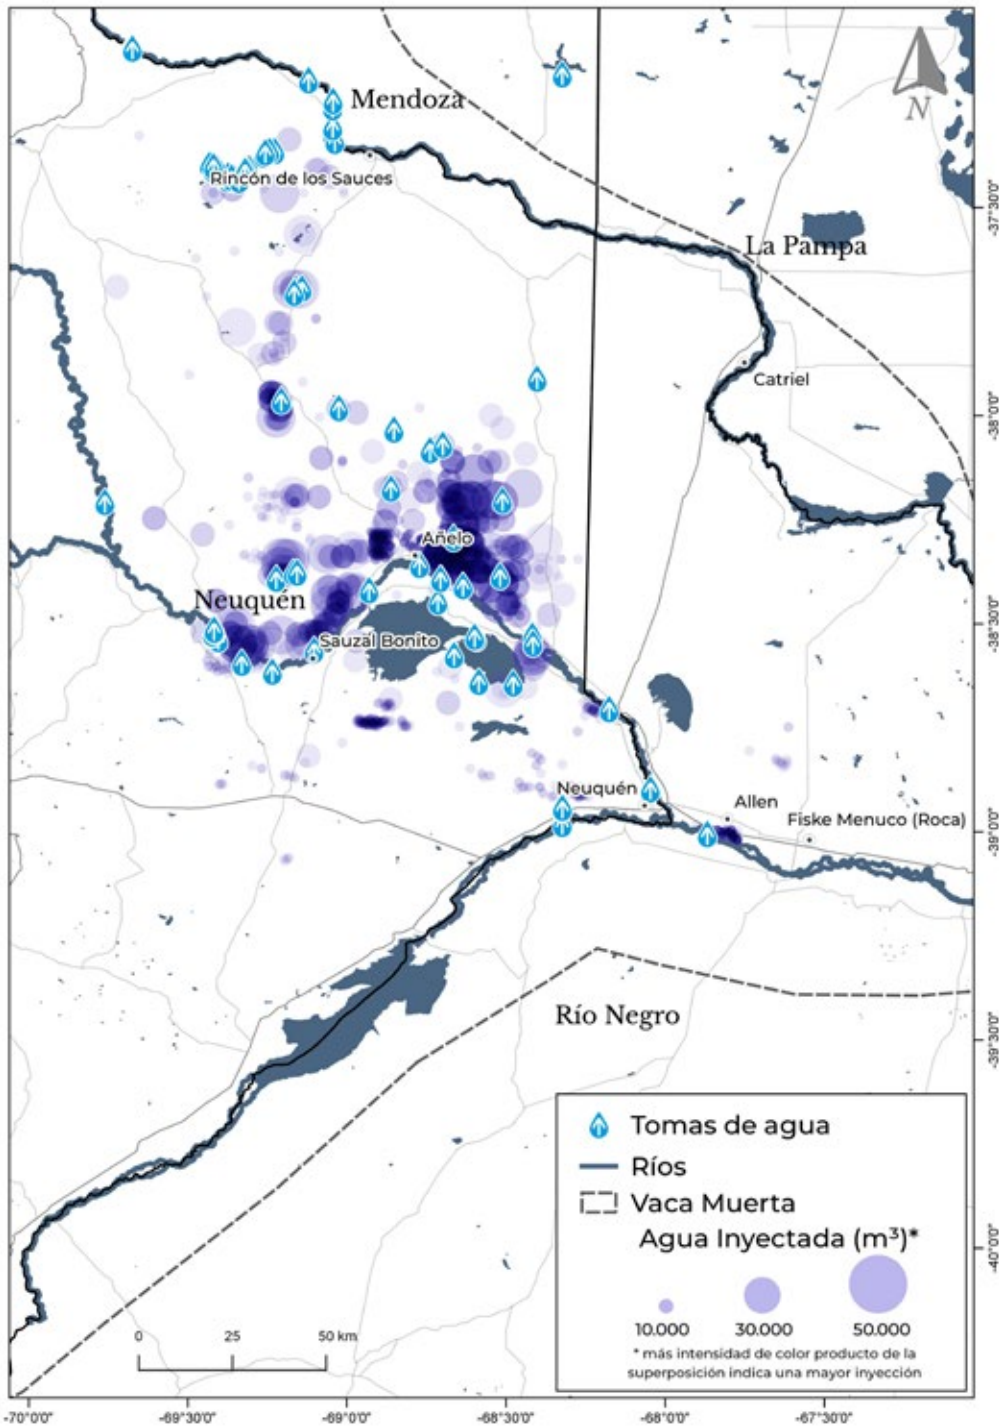 N
Mendoza
Rincón de los Sauces
La Pampa
Catriel
Añelo
Neuquén
Sauzal Bonito
Neuquén
Allen
Fiske Menuco (Roca)
Río Negro
-37°30'0"
-38°0'0"
-38°30'0"
-39°0'0"
-39°30'0"
-40°0'0"
Tomas de agua
Ríos
Vaca Muerta
Agua Inyectada (m³)*
10.000 30.000 50.000
* más intensidad de color producto de la
superposición indica una mayor inyección
0 25 50 km
-70°0'0" -69°30'0" -69°0'0" -68°30'0" -68°0'0" -67°30'0"